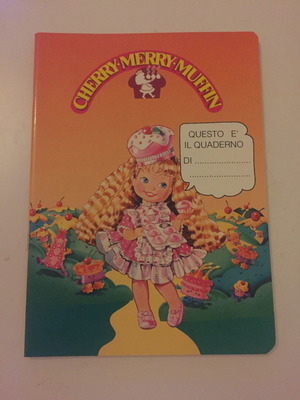 CHERRY·MERRY·MUFFIN
QUESTO E'
IL QUADERNO
DI ........................
..............................